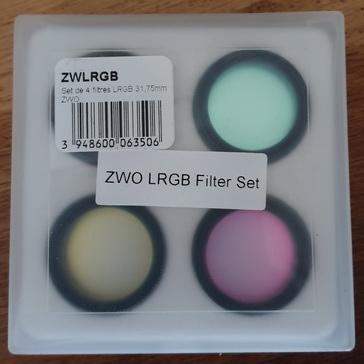 ZWLRGB
Set de 4 filtres LRGB 31,75mm
ZWO
3 948600 063506
ZWO LRGB Filter Set